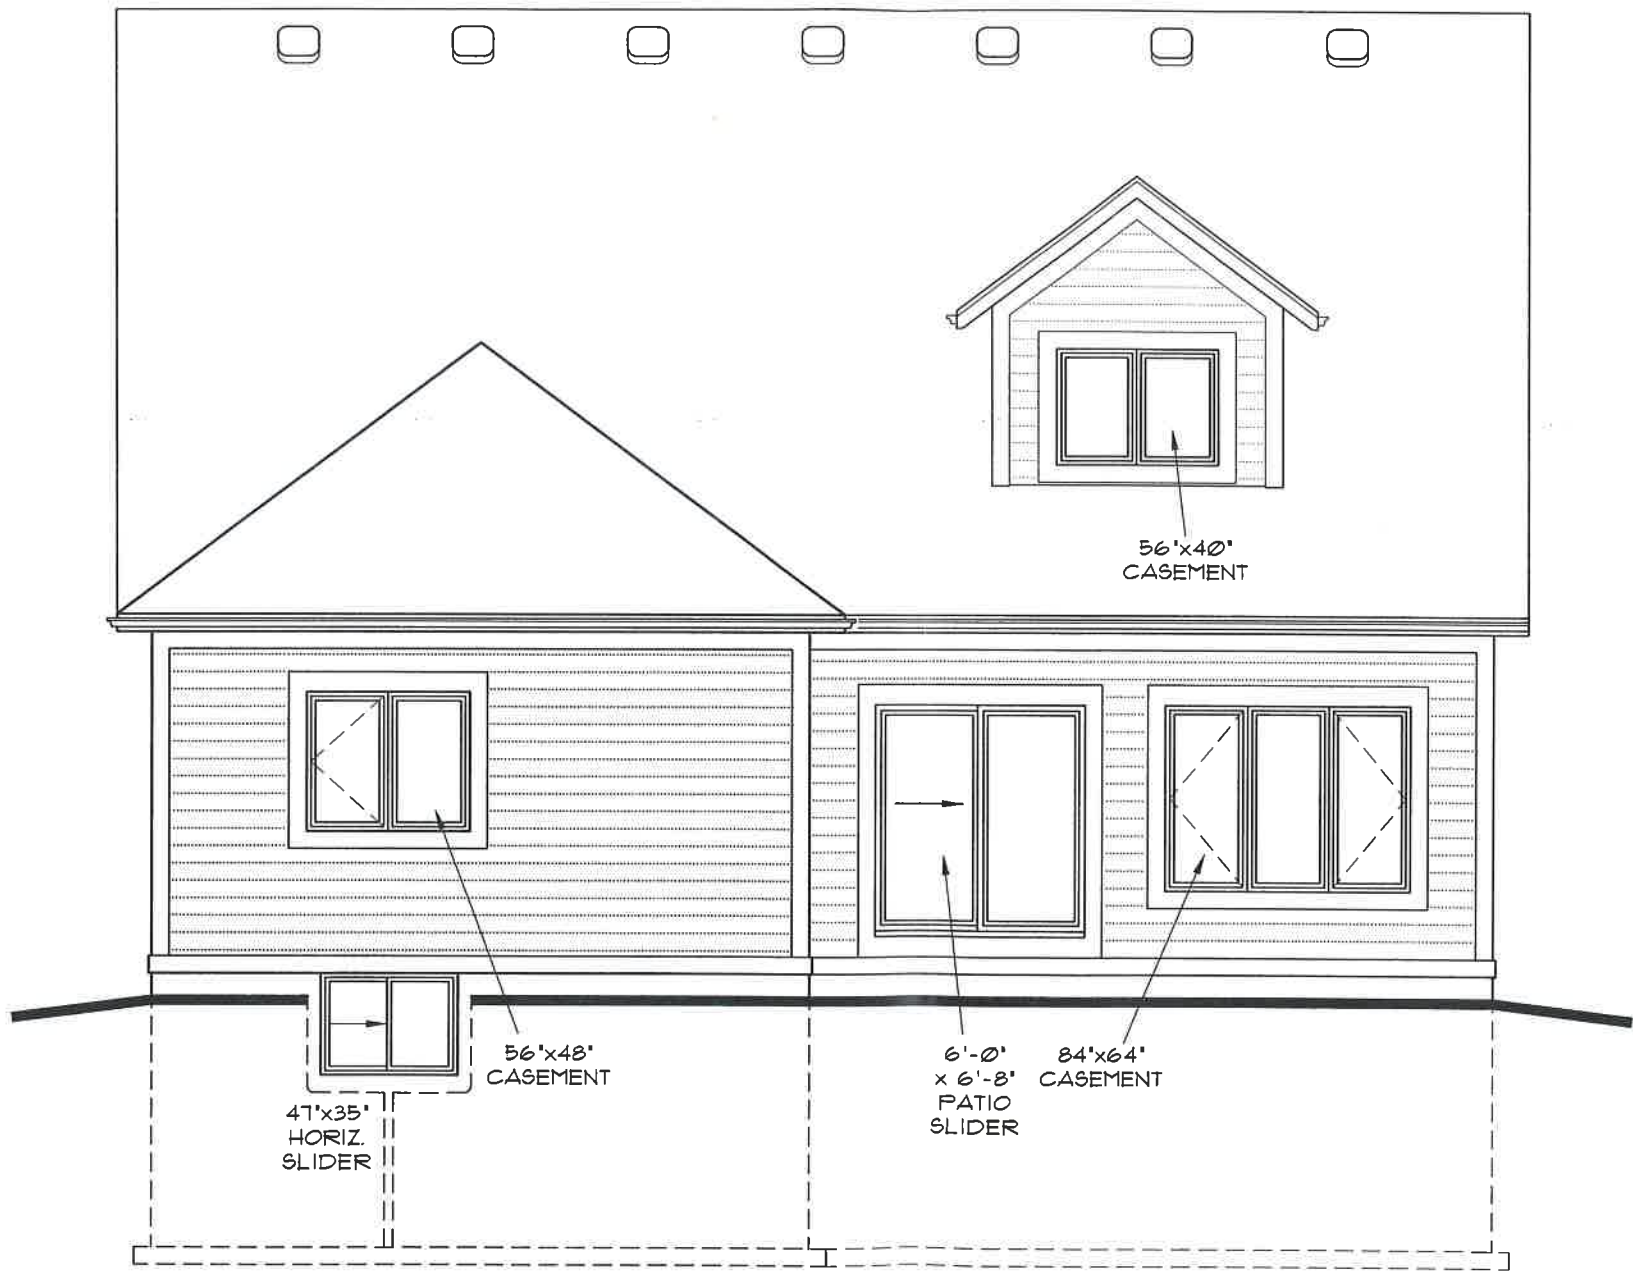 56"x40"
CASEMENT
56"x48"
CASEMENT
6'-0"
x 6'-8"
PATIO
SLIDER
84"x64"
CASEMENT
47"x35"
HORIZ.
SLIDER